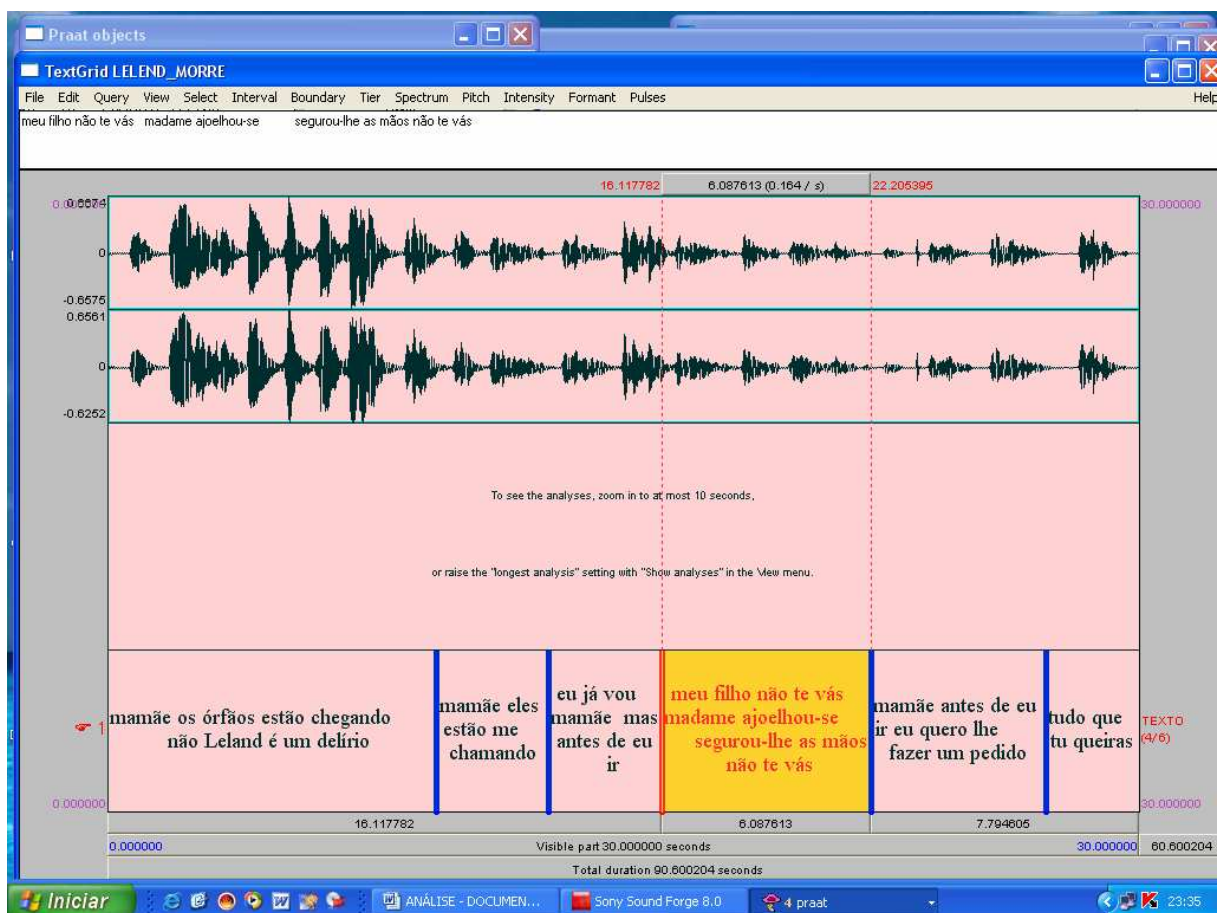 Praat objects
TextGrid LELEND_MORRE
File Edit Query View Select Interval Boundary Tier Spectrum Pitch Intensity Formant Pulses Help
meu filho não te vás madame ajoelhou-se segurou-lhe as mãos não te vás
16.117782 6.087613 (0.164 / s) 22.205395
30.000000
0
-0.6575
0.6561
0
-0.6252
To see the analyses, zoom in to at most 10 seconds,
or raise the "longest analysis" setting with "Show analyses" in the View menu.
1
mamãe os órfãos estão chegando
não Leland é um delírio
mamãe eles
estão me
chamando
eu já vou
mamãe mas
antes de eu
ir
meu filho não te vás
madame ajoelhou-se
segurou-lhe as mãos
não te vás
mamãe antes de eu
ir eu quero lhe
fazer um pedido
tudo que
tu queiras
TEXTO
(4/6)
0.000000 30.000000
16.117782 6.087613 7.794605
0.000000 Visible part 30.000000 seconds 30.000000 60.600204
Total duration 90.600204 seconds
Iniciar ANÁLISE - DOCUMEN... Sony Sound Forge 8.0 4 praat 23:35